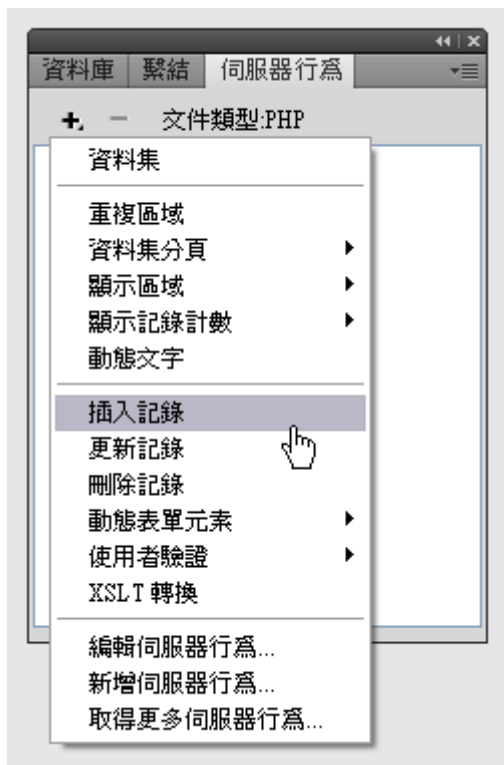 資料庫 繫結 伺服器行為
文件類型:PHP
資料集
重複區域
資料集分頁
顯示區域
顯示記錄計數
動態文字
插入記錄
更新記錄
刪除記錄
動態表單元素
使用者驗證
XSLT 轉換
編輯伺服器行為...
新增伺服器行為...
取得更多伺服器行為...